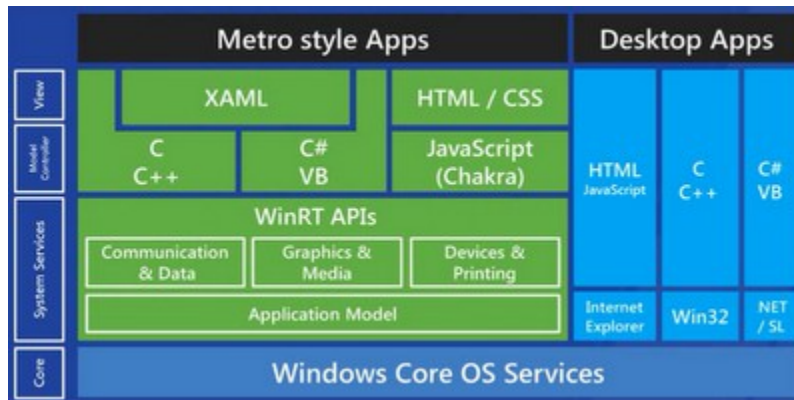 Metro style Apps
Desktop Apps
View
XAML
HTML / CSS
Model
Controller
C
C++
C#
VB
JavaScript
(Chakra)
HTML
JavaScript
C
C++
C#
VB
System Services
WinRT APIs
Communication
& Data
Graphics &
Media
Devices &
Printing
Application Model
Internet
Explorer
Win32
NET
/ SL
Core
Windows Core OS Services